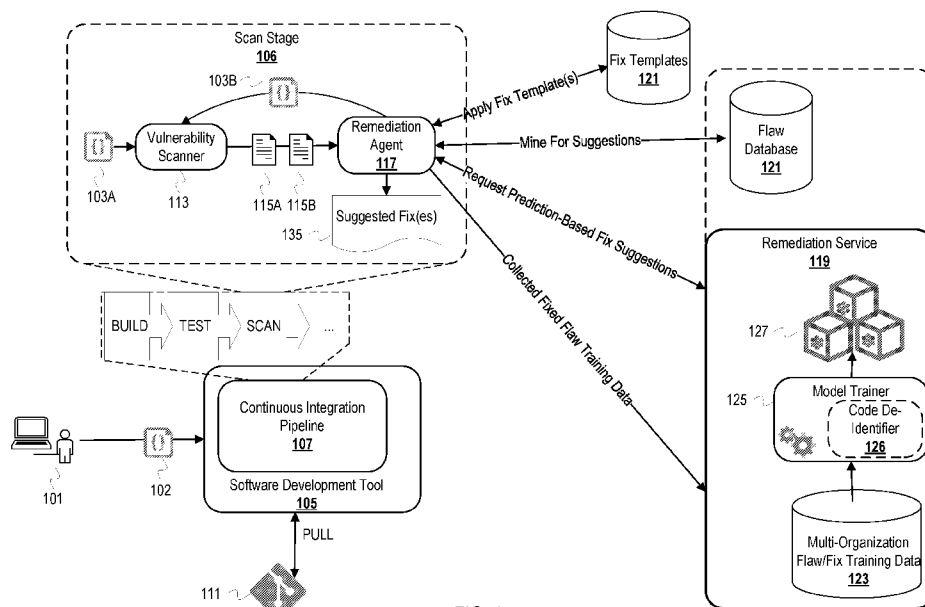 Scan Stage
106
103B
{}
{}
103A
Vulnerability
Scanner
113
115A
115B
Remediation
Agent
117
Suggested Fix(es)
135
Fix Templates
121
Apply Fix Template(s)
Mine For Suggestions
Flaw
Database
121
Request Prediction-Based Fix Suggestions
Collected Fixed Flaw Training Data
Remediation Service
119
127
Model Trainer
125
Code De-
Identifier
126
Multi-Organization
Flaw/Fix Training Data
123
BUILD
TEST
SCAN
...
Continuous Integration
Pipeline
107
Software Development Tool
105
101
{}
102
PULL
111